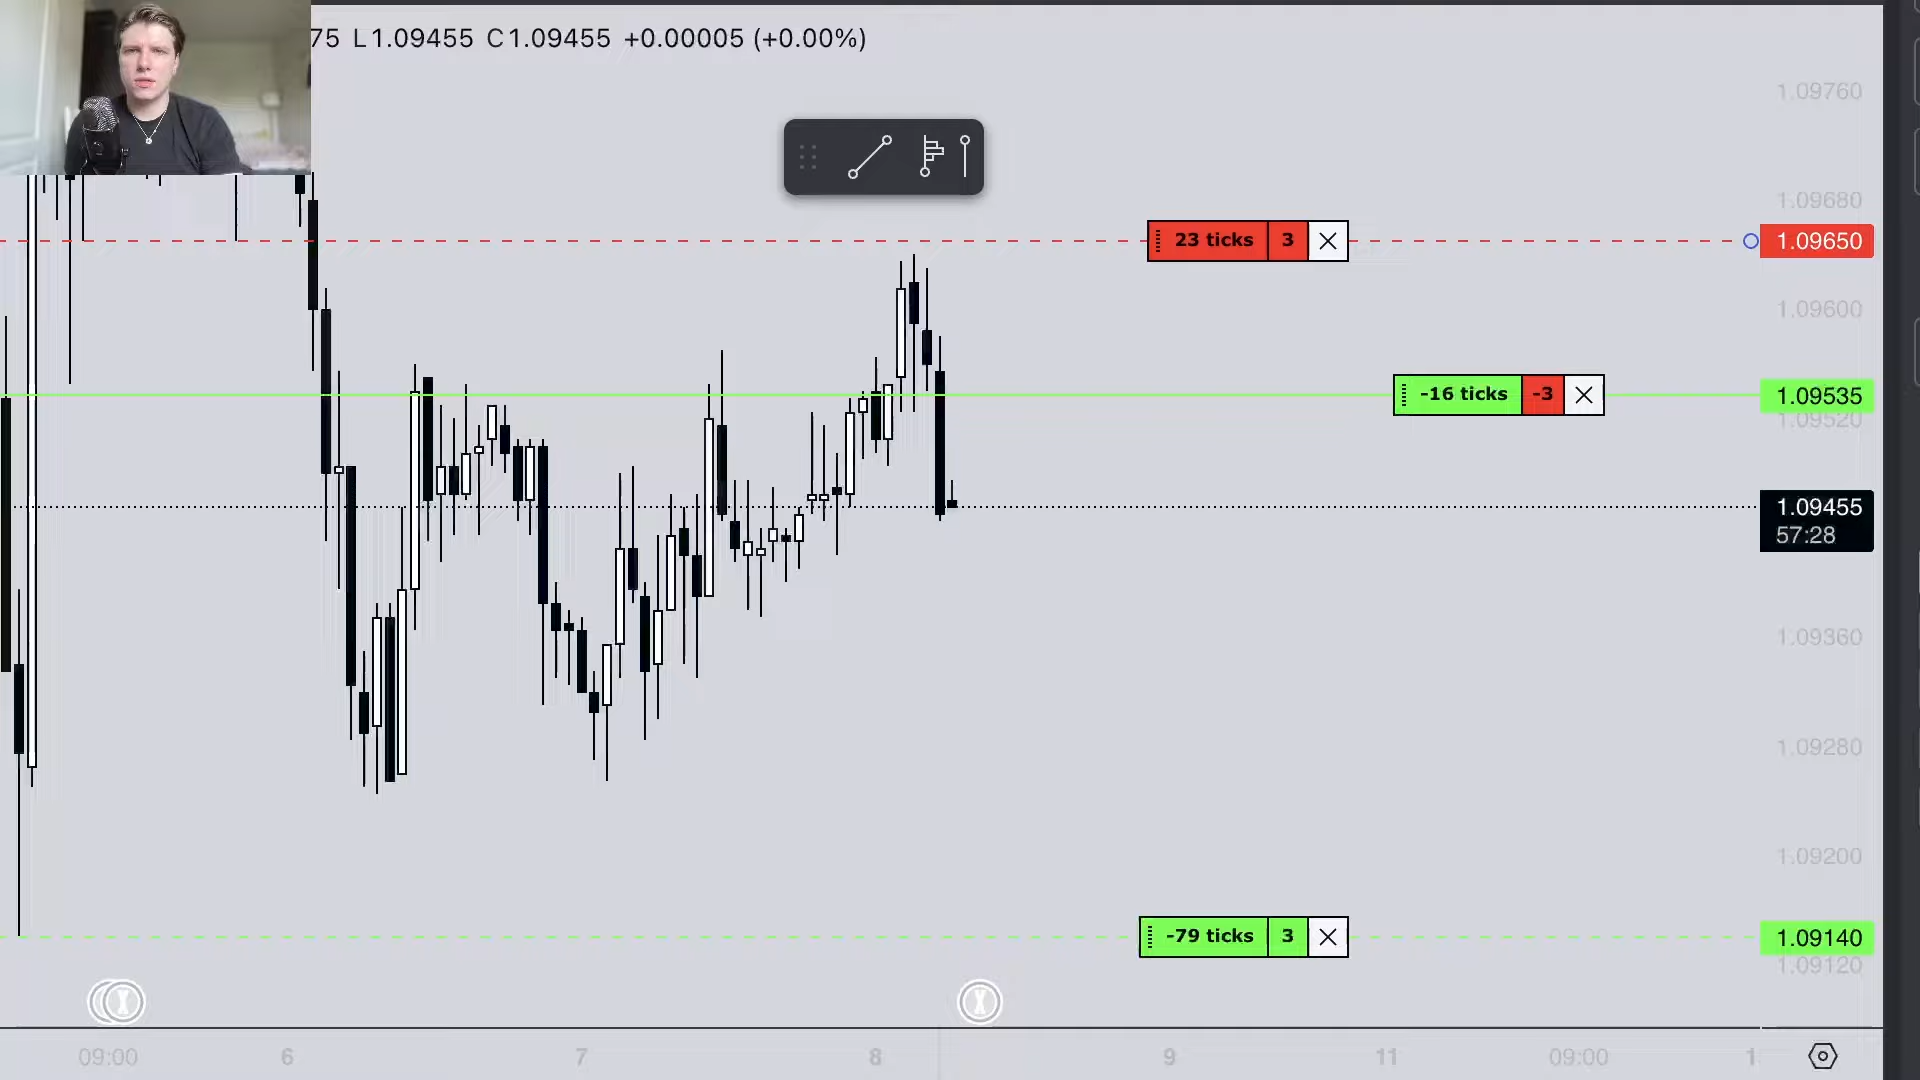 75 L1.09455 C1.09455 +0.00005 (+0.00%)
1.09760
1.09680
23 ticks 3
1.09650
1.09600
-16 ticks -3
1.09535
1.09520
1.09455
57:28
1.09360
1.09280
1.09200
-79 ticks 3
1.09140
1.09120
09:00 6 7 8 9 11 09:00 1